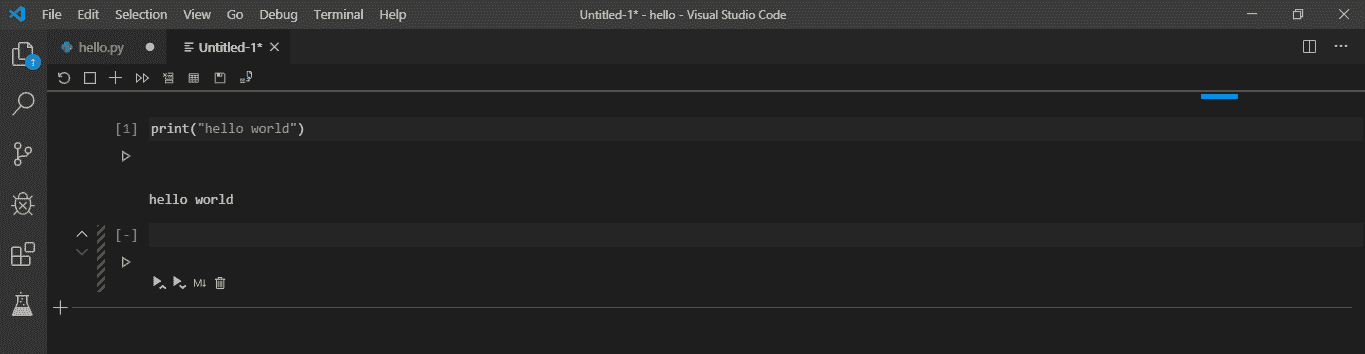 File Edit Selection View Go Debug Terminal Help Untitled-1* - hello - Visual Studio Code
hello.py Untitled-1*
1
[1] print("hello world")
hello world
[-]
M↓